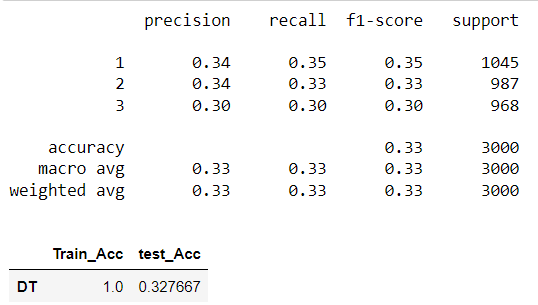 precision recall f1-score support
1 0.34 0.35 0.35 1045
2 0.34 0.33 0.33 987
3 0.30 0.30 0.30 968
accuracy 0.33 3000
macro avg 0.33 0.33 0.33 3000
weighted avg 0.33 0.33 0.33 3000
Train_Acc test_Acc
DT 1.0 0.327667